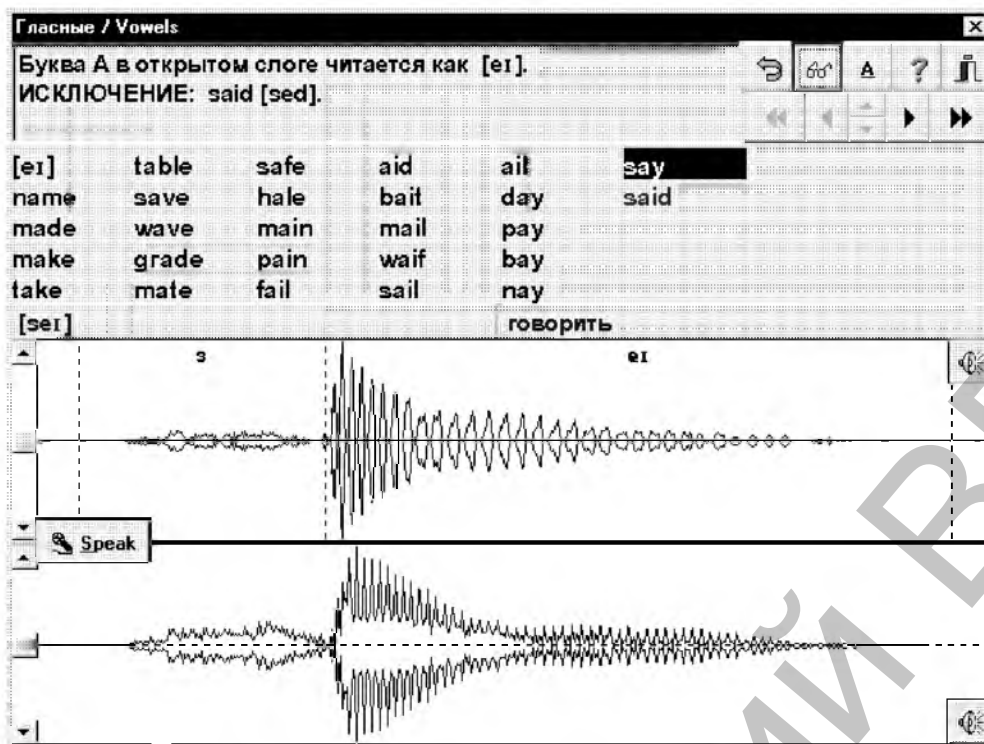 Гласные / Vowels
Буква А в открытом слоге читается как [eɪ].
ИСКЛЮЧЕНИЕ: said [sed].
A ?
[eɪ] table safe aid ail say
name save hale bait day said
made wave main mail pay
make grade pain waif bay
take mate fail sail nay
[seɪ] говорить
s eɪ
Speak
ИЙ В